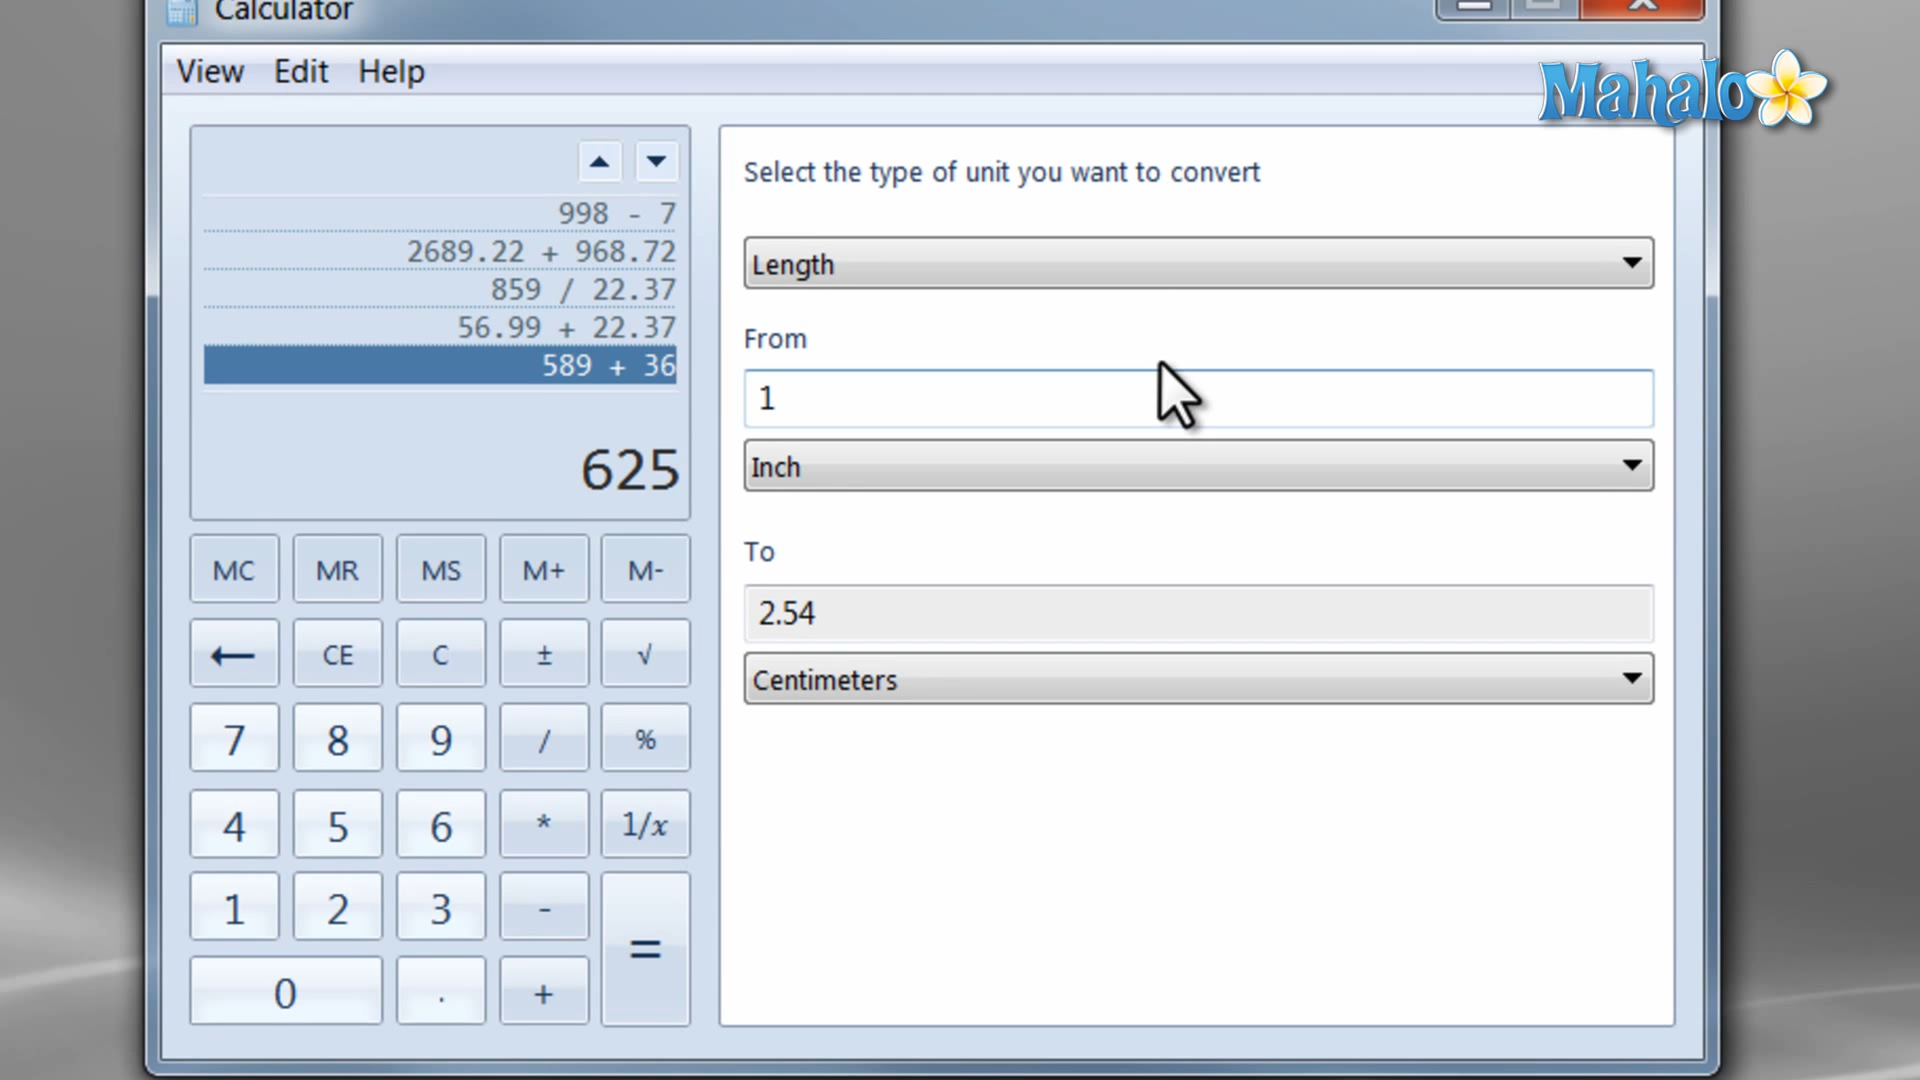 Calculator
View Edit Help
Mahalo
998 - 7
2689.22 + 968.72
859 / 22.37
56.99 + 22.37
589 + 36
625
MC MR MS M+ M-
← CE C ± √
7 8 9 / %
4 5 6 * 1/x
1 2 3 - =
0 . +
Select the type of unit you want to convert
Length
From
1
Inch
To
2.54
Centimeters